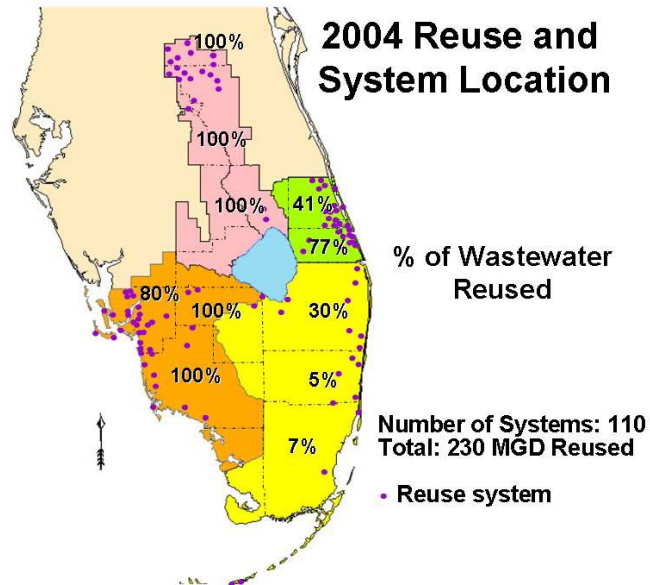 2004 Reuse and
System Location
100%
100%
100%
41%
77%
% of Wastewater
Reused
80%
100%
30%
100%
5%
7%
Number of Systems: 110
Total: 230 MGD Reused
Reuse system